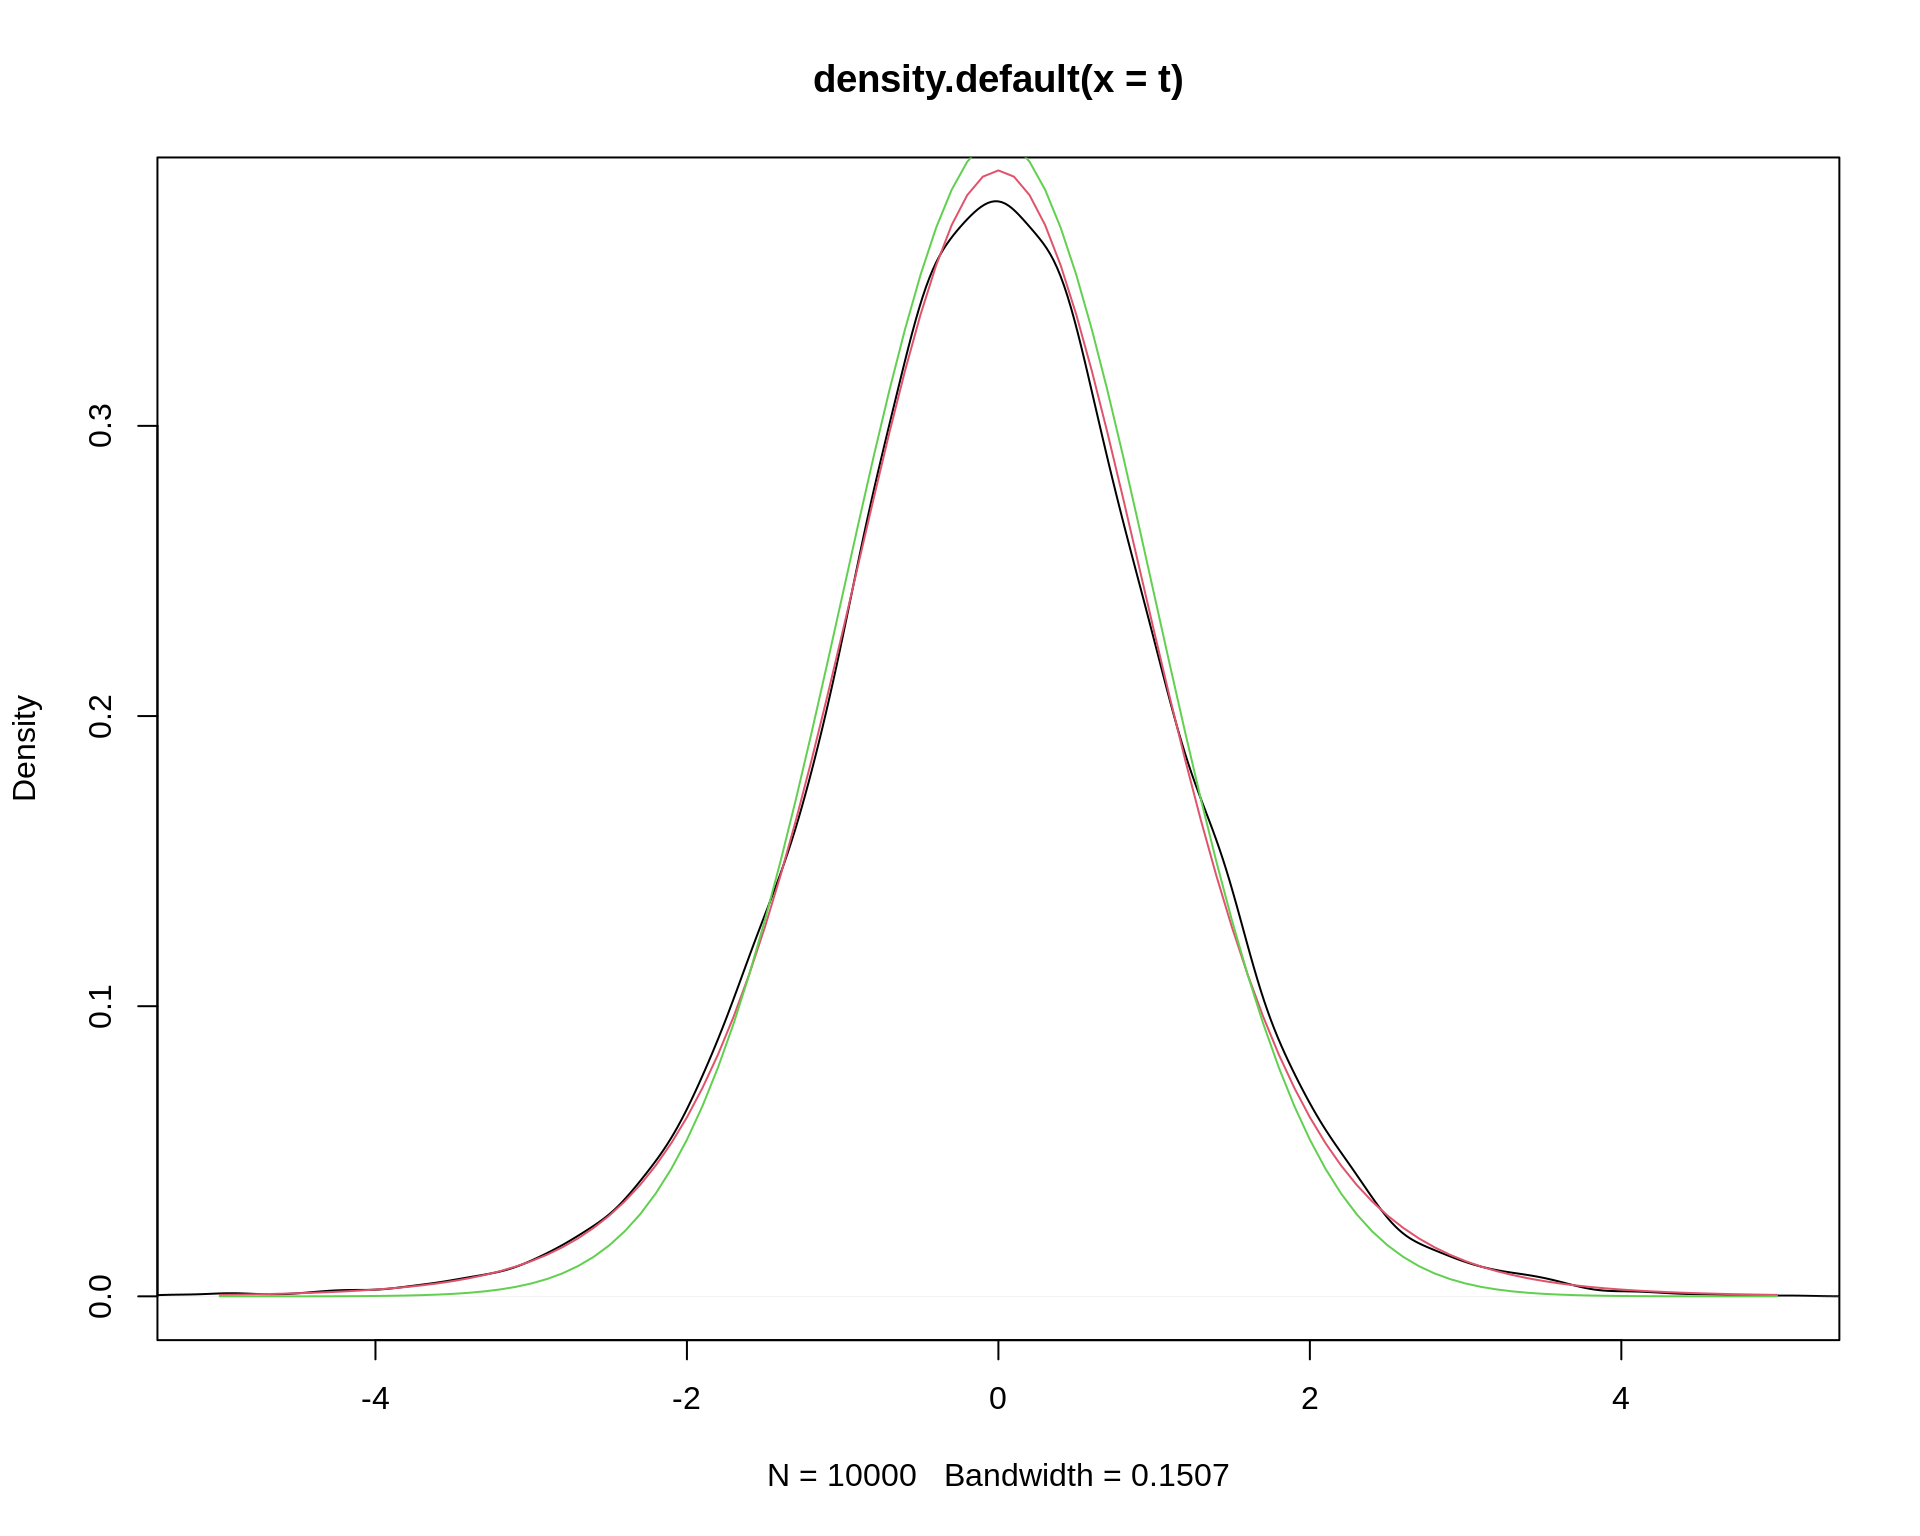 density.default(x = t)
Density
0.3
0.2
0.1
0.0
-4 -2 0 2 4
N = 10000 Bandwidth = 0.1507